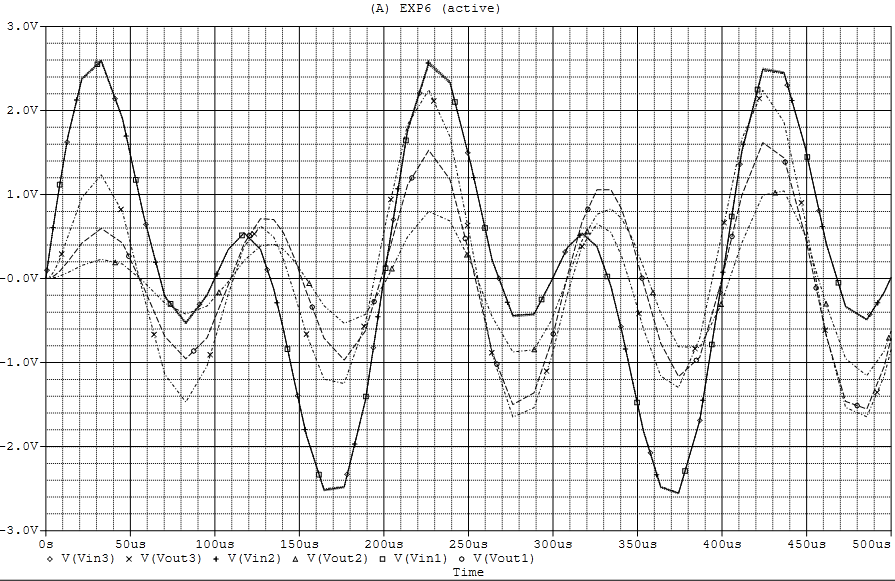 (A) EXP6 (active)
3.0V
2.0V
1.0V
-0.0V
-1.0V
-2.0V
-3.0V
0s 50us 100us 150us 200us 250us 300us 350us 400us 450us 500us
V(Vin3) V(Vout3) V(Vin2) V(Vout2) V(Vin1) V(Vout1)
Time